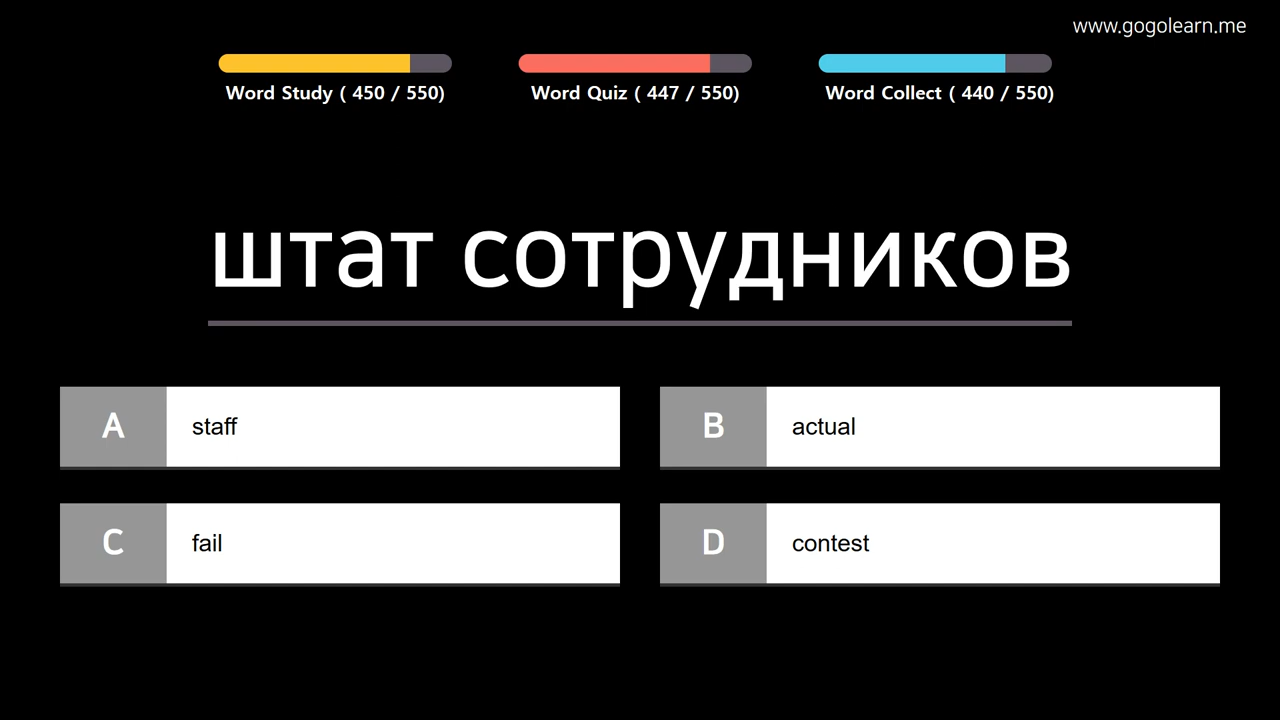 www.gogolearn.me
Word Study ( 450 / 550)
Word Quiz ( 447 / 550)
Word Collect ( 440 / 550)
штат сотрудников
A staff
B actual
C fail
D contest